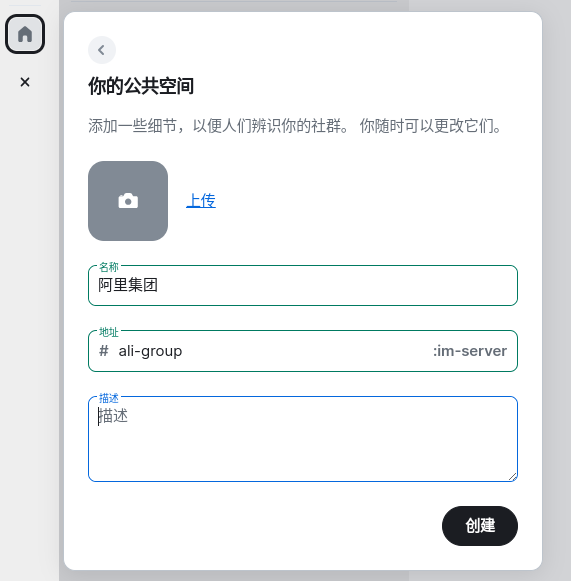 你的公共空间
添加一些细节，以便人们辨识你的社群。 你随时可以更改它们。
上传
名称
阿里集团
地址
# ali-group :im-server
描述
描述
创建